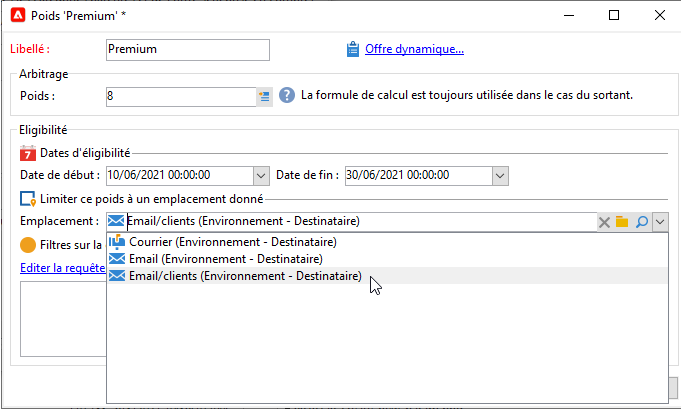 Poids 'Premium' *
Libellé : Premium Offre dynamique...
Arbitrage
Poids : 8 La formule de calcul est toujours utilisée dans le cas du sortant.
Eligibilité
7 Dates d'éligibilité
Date de début : 10/06/2021 00:00:00 Date de fin : 30/06/2021 00:00:00
Limiter ce poids à un emplacement donné
Emplacement : Email/clients (Environnement - Destinataire)
Filtres sur la
Courrier (Environnement - Destinataire)
Email (Environnement - Destinataire)
Editer la requête
Email/clients (Environnement - Destinataire)